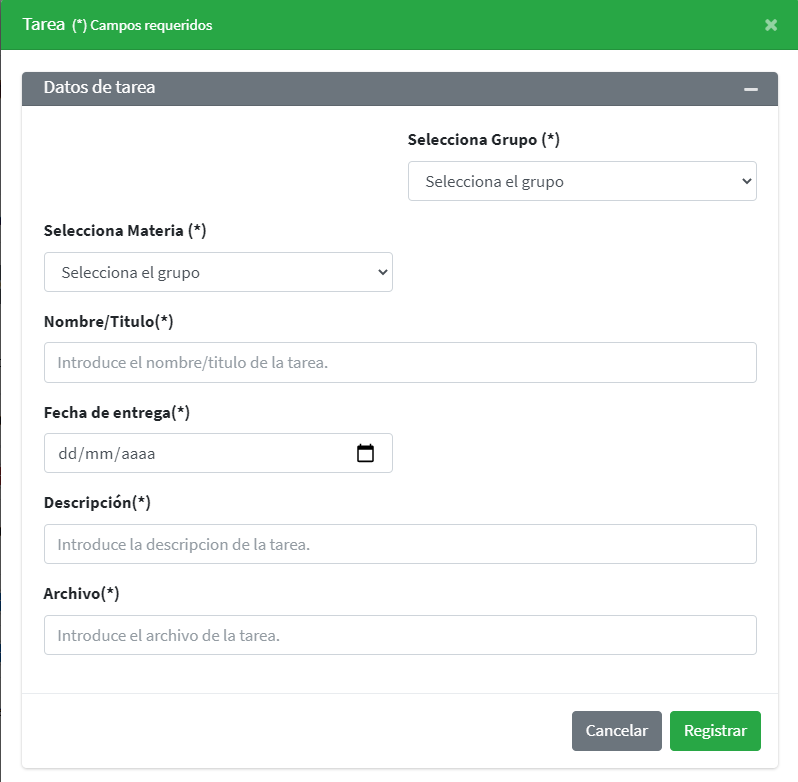 Tarea (*) Campos requeridos ×
Datos de tarea
Selecciona Grupo (*)
Selecciona el grupo
Selecciona Materia (*)
Selecciona el grupo
Nombre/Titulo(*)
Introduce el nombre/titulo de la tarea.
Fecha de entrega(*)
dd/mm/aaaa
Descripción(*)
Introduce la descripcion de la tarea.
Archivo(*)
Introduce el archivo de la tarea.
Cancelar Registrar